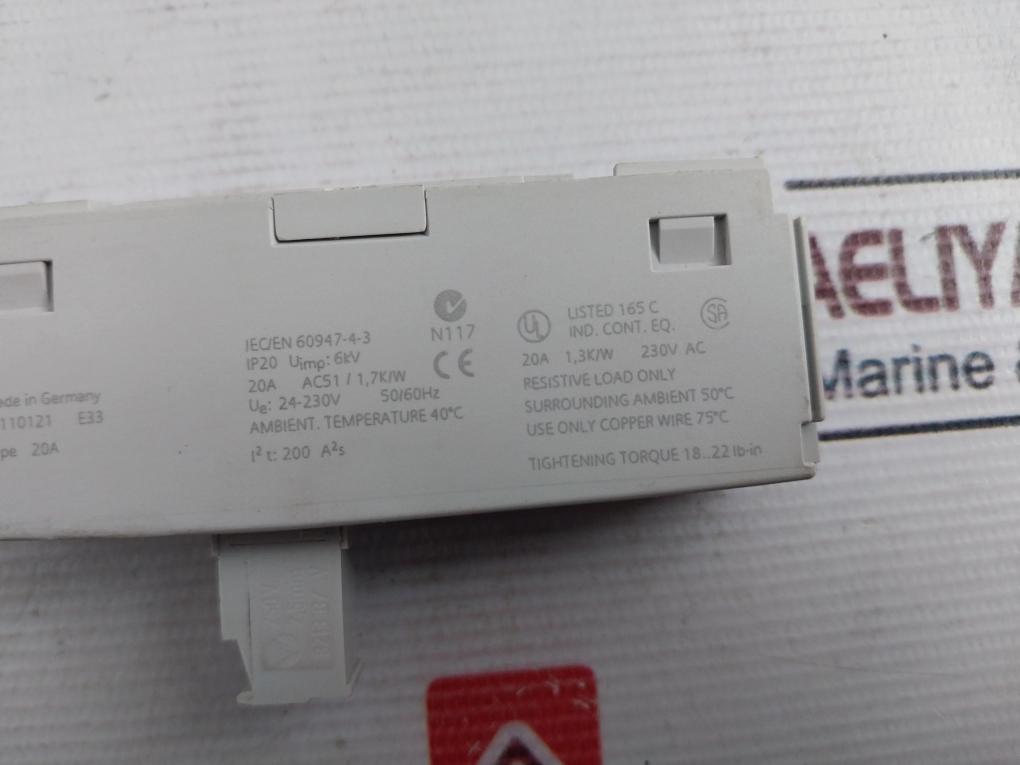 ade in Germany
110121 E33
pe 20A
IEC/EN 60947-4-3
IP20 Uimp: 6kV
20A AC51 / 1,7K/W
Ue: 24-230V 50/60Hz
AMBIENT. TEMPERATURE 40°C
I² t: 200 A²s
N117
CE
UL
LISTED 165 C
IND. CONT. EQ.
SA
20A 1,3K/W 230V AC
RESISTIVE LOAD ONLY
SURROUNDING AMBIENT 50°C
USE ONLY COPPER WIRE 75°C
TIGHTENING TORQUE 18..22 lb-in
AELIYA
Marine &